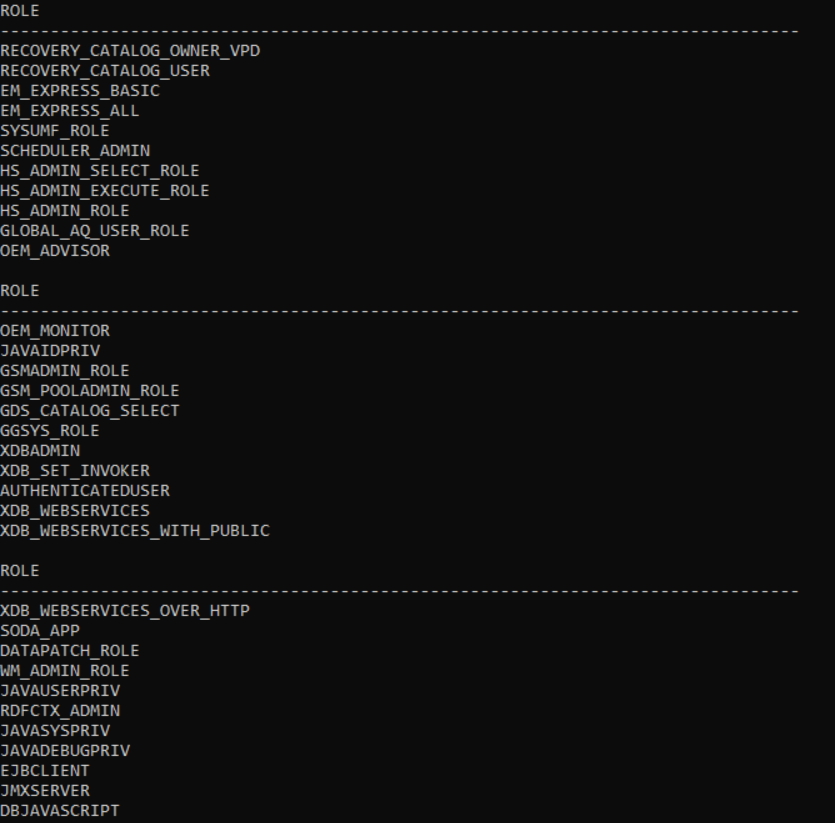 ROLE
--------------------------------------------------------------------------------
RECOVERY_CATALOG_OWNER_VPD
RECOVERY_CATALOG_USER
EM_EXPRESS_BASIC
EM_EXPRESS_ALL
SYSUMF_ROLE
SCHEDULER_ADMIN
HS_ADMIN_SELECT_ROLE
HS_ADMIN_EXECUTE_ROLE
HS_ADMIN_ROLE
GLOBAL_AQ_USER_ROLE
OEM_ADVISOR
ROLE
--------------------------------------------------------------------------------
OEM_MONITOR
JAVAIDPRIV
GSMADMIN_ROLE
GSM_POOLADMIN_ROLE
GDS_CATALOG_SELECT
GGSYS_ROLE
XDBADMIN
XDB_SET_INVOKER
AUTHENTICATEDUSER
XDB_WEBSERVICES
XDB_WEBSERVICES_WITH_PUBLIC
ROLE
--------------------------------------------------------------------------------
XDB_WEBSERVICES_OVER_HTTP
SODA_APP
DATAPATCH_ROLE
WM_ADMIN_ROLE
JAVAUSERPRIV
RDFCTX_ADMIN
JAVASYSPRIV
JAVADEBUGPRIV
EJBCLIENT
JMXSERVER
DBJAVASCRIPT